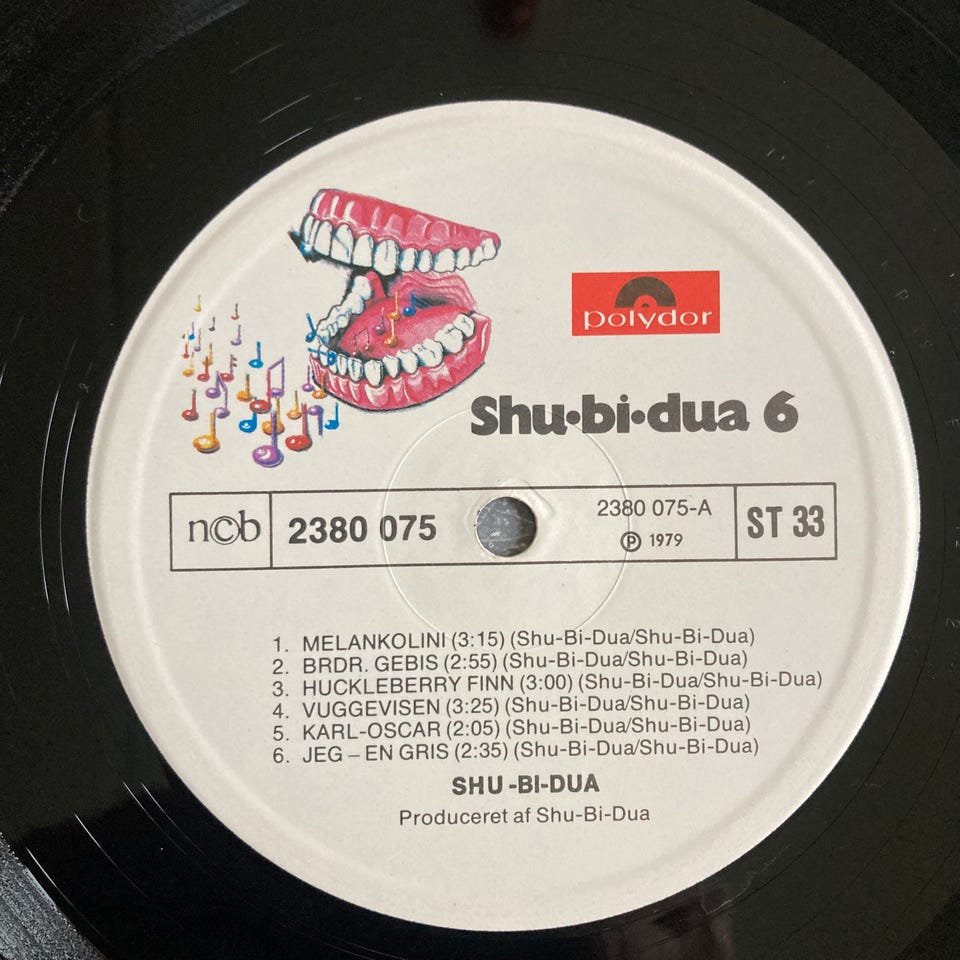 polydor
Shu•bi•dua 6
n©b 2380 075 2380 075-A ST 33
℗ 1979
1. MELANKOLINI (3:15) (Shu-Bi-Dua/Shu-Bi-Dua)
2. BRDR. GEBIS (2:55) (Shu-Bi-Dua/Shu-Bi-Dua)
3. HUCKLEBERRY FINN (3:00) (Shu-Bi-Dua/Shu-Bi-Dua)
4. VUGGEVISEN (3:25) (Shu-Bi-Dua/Shu-Bi-Dua)
5. KARL-OSCAR (2:05) (Shu-Bi-Dua/Shu-Bi-Dua)
6. JEG – EN GRIS (2:35) (Shu-Bi-Dua/Shu-Bi-Dua)
SHU-BI-DUA
Produceret af Shu-Bi-Dua